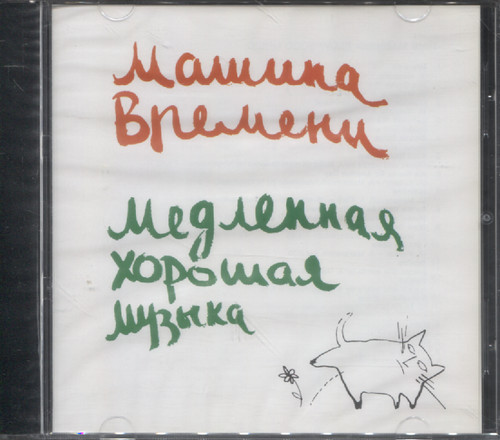 Машина
Времени
Медленная
хорошая
музыка